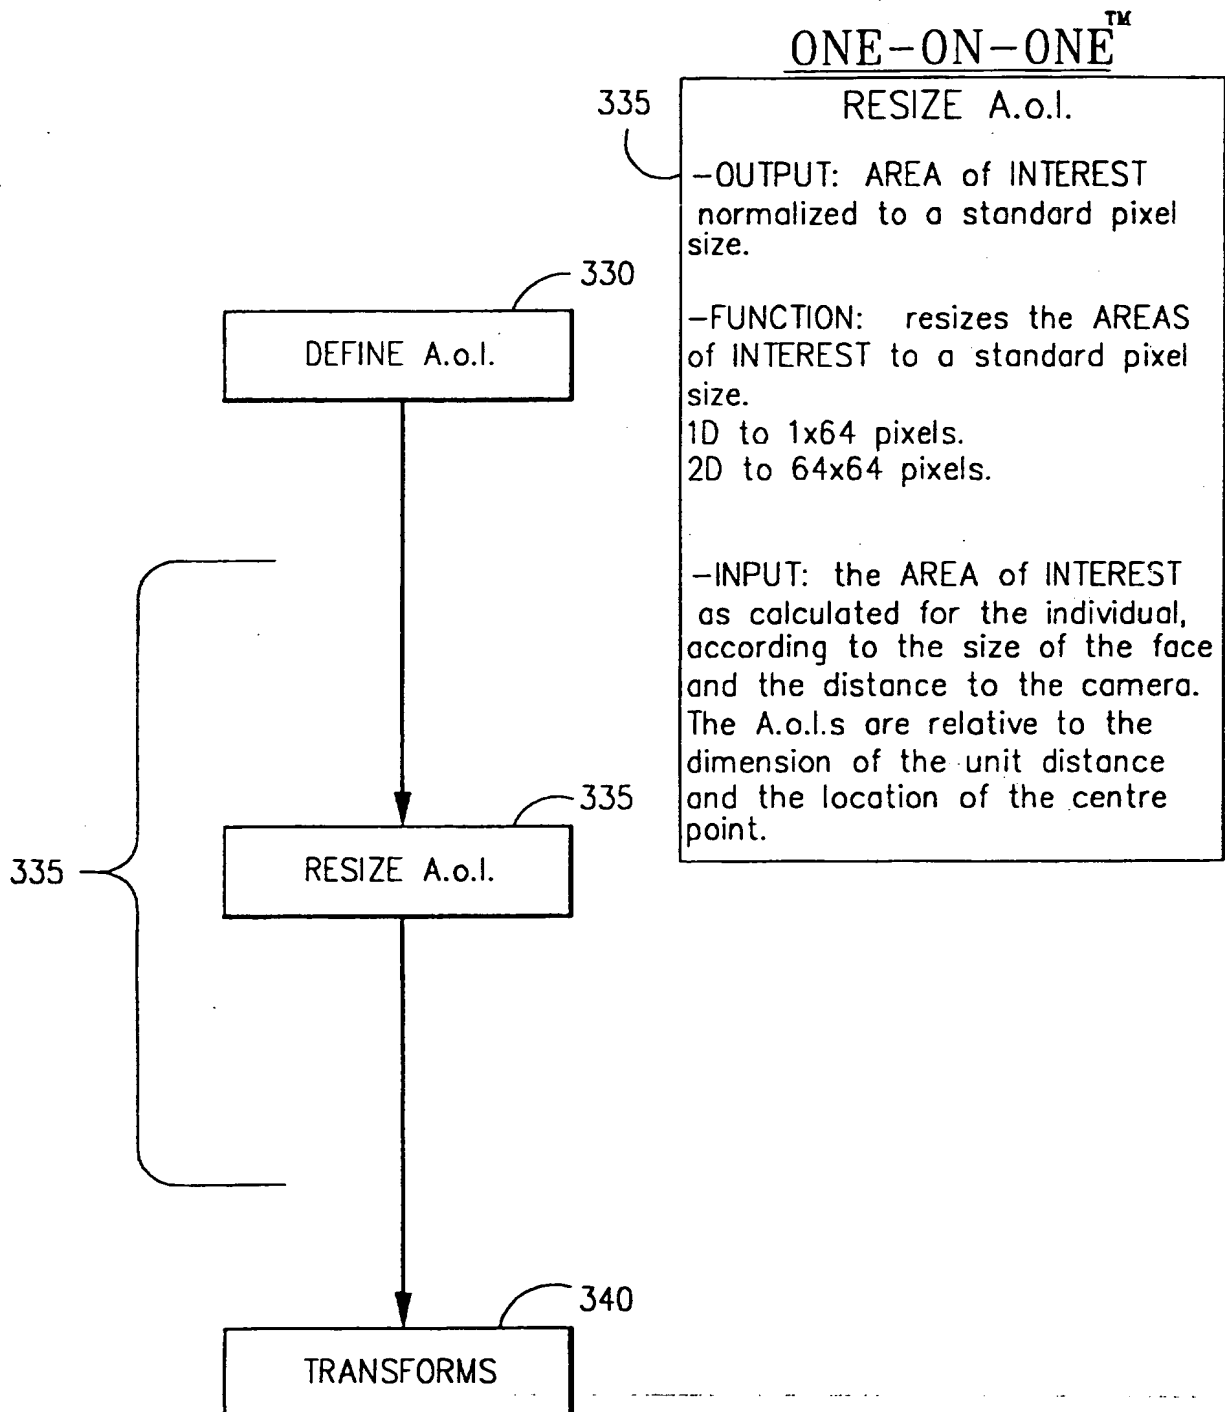 ONE-ON-ONE™
335
RESIZE A.o.I.
-OUTPUT: AREA of INTEREST
normalized to a standard pixel
size.
-FUNCTION: resizes the AREAS
of INTEREST to a standard pixel
size.
1D to 1x64 pixels.
2D to 64x64 pixels.
-INPUT: the AREA of INTEREST
as calculated for the individual,
according to the size of the face
and the distance to the camera.
The A.o.I.s are relative to the
dimension of the unit distance
and the location of the centre
point.
330
DEFINE A.o.I.
335
335
RESIZE A.o.I.
340
TRANSFORMS